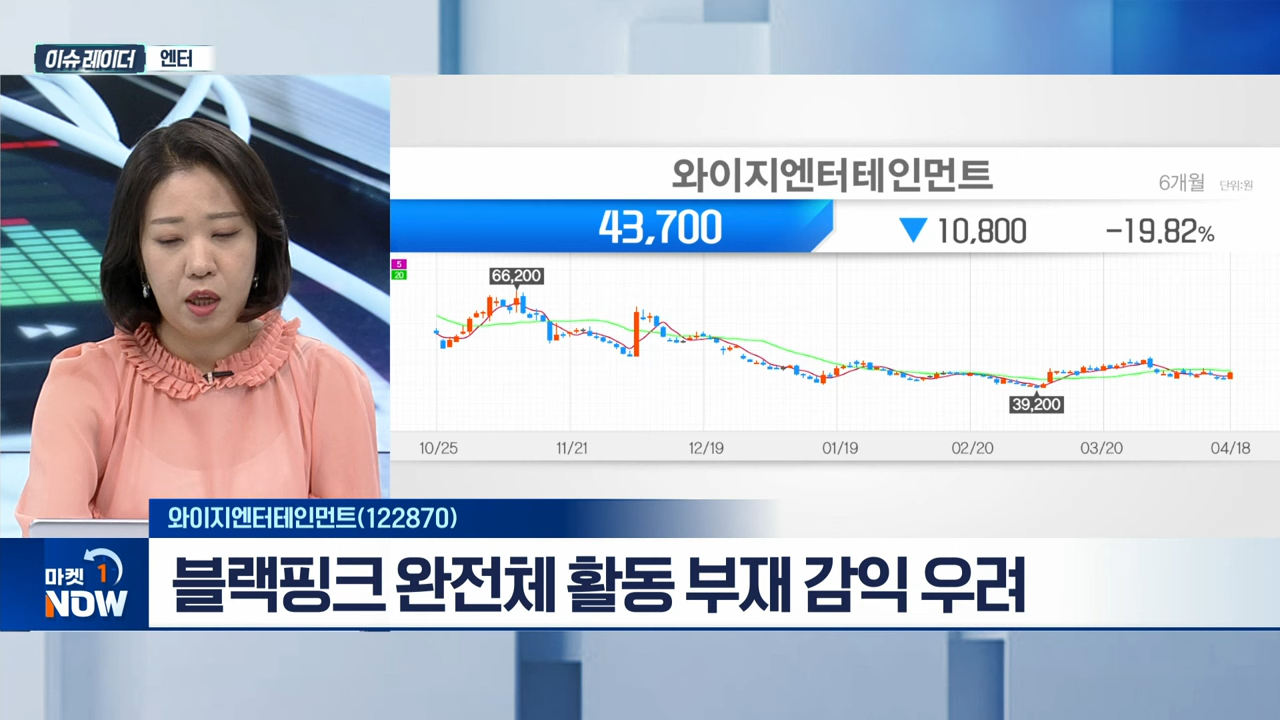 이슈레이더 엔터
와이지엔터테인먼트
6개월 단위:원
43,700 ▼ 10,800 -19.82%
5
20
66,200
39,200
10/25 11/21 12/19 01/19 02/20 03/20 04/18
와이지엔터테인먼트(122870)
마켓 1
NOW
블랙핑크 완전체 활동 부재 감익 우려